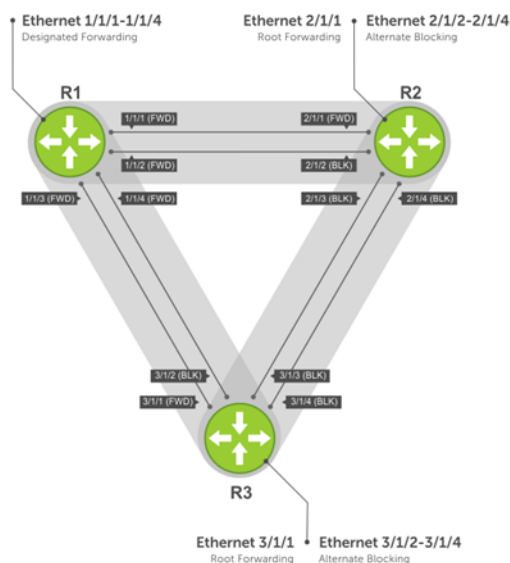 Ethernet 1/1/1-1/1/4
Designated Forwarding
Ethernet 2/1/1
Root Forwarding
Ethernet 2/1/2-2/1/4
Alternate Blocking
R1
R2
1/1/1 (FWD)
2/1/1 (FWD)
1/1/2 (FWD)
2/1/2 (BLK)
1/1/3 (FWD)
1/1/4 (FWD)
2/1/3 (BLK)
2/1/4 (BLK)
3/1/2 (BLK)
3/1/3 (BLK)
3/1/1 (FWD)
3/1/4 (BLK)
R3
Ethernet 3/1/1
Root Forwarding
Ethernet 3/1/2-3/1/4
Alternate Blocking